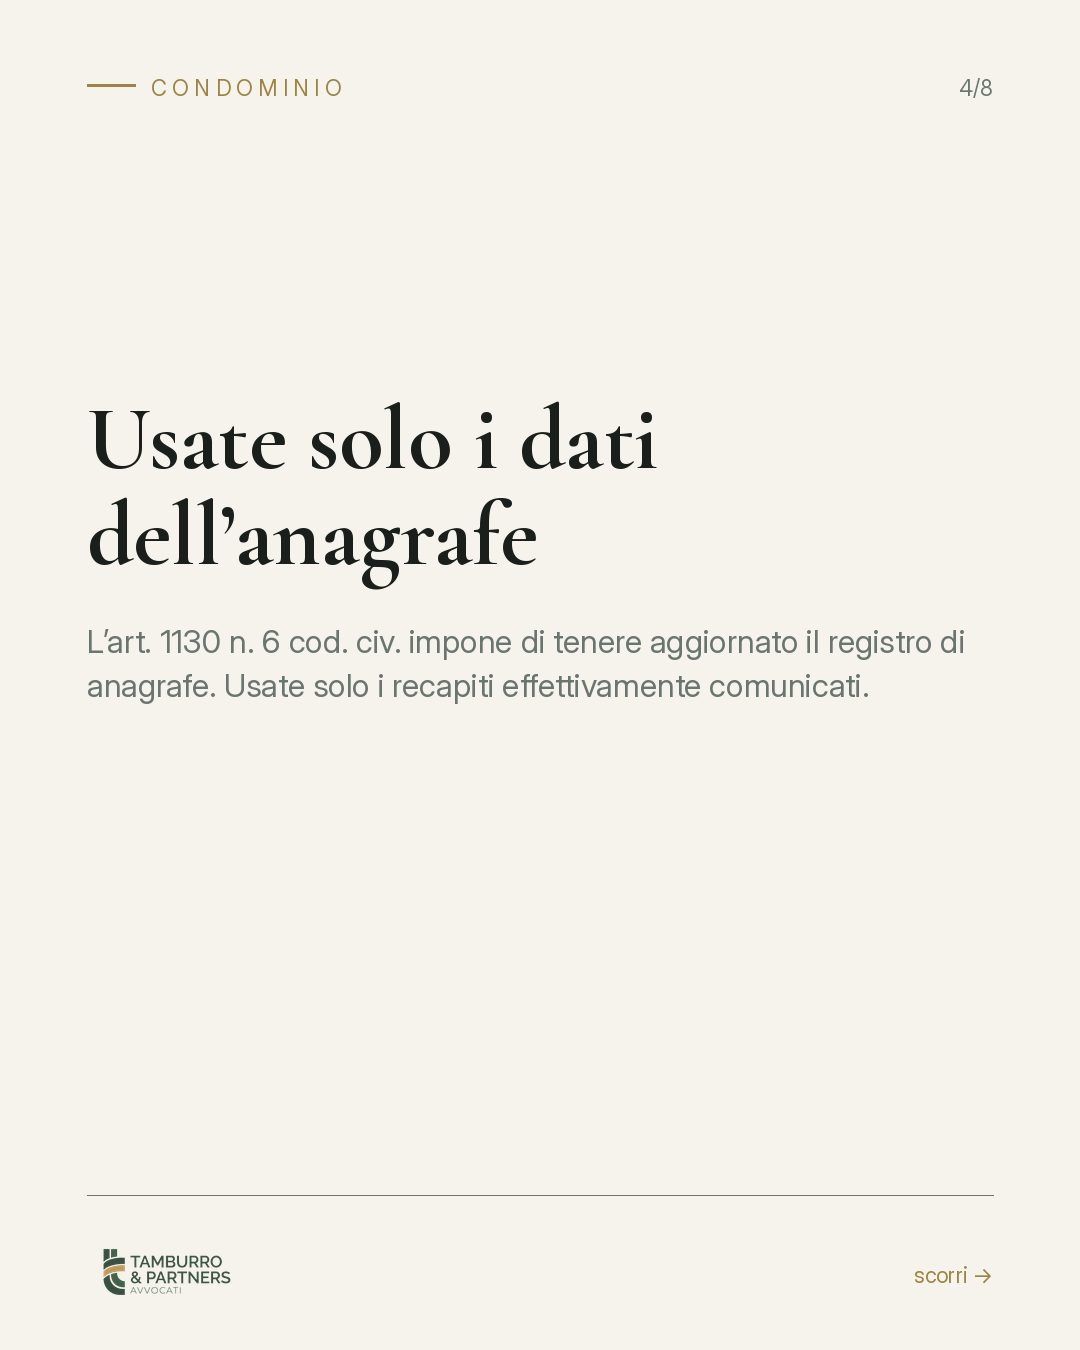 CONDOMINIO
4/8
Usate solo i dati
dell’anagrafe
L’art. 1130 n. 6 cod. civ. impone di tenere aggiornato il registro di
anagrafe. Usate solo i recapiti effettivamente comunicati.
TAMBURRO
& PARTNERS
AVVOCATI
scorri →